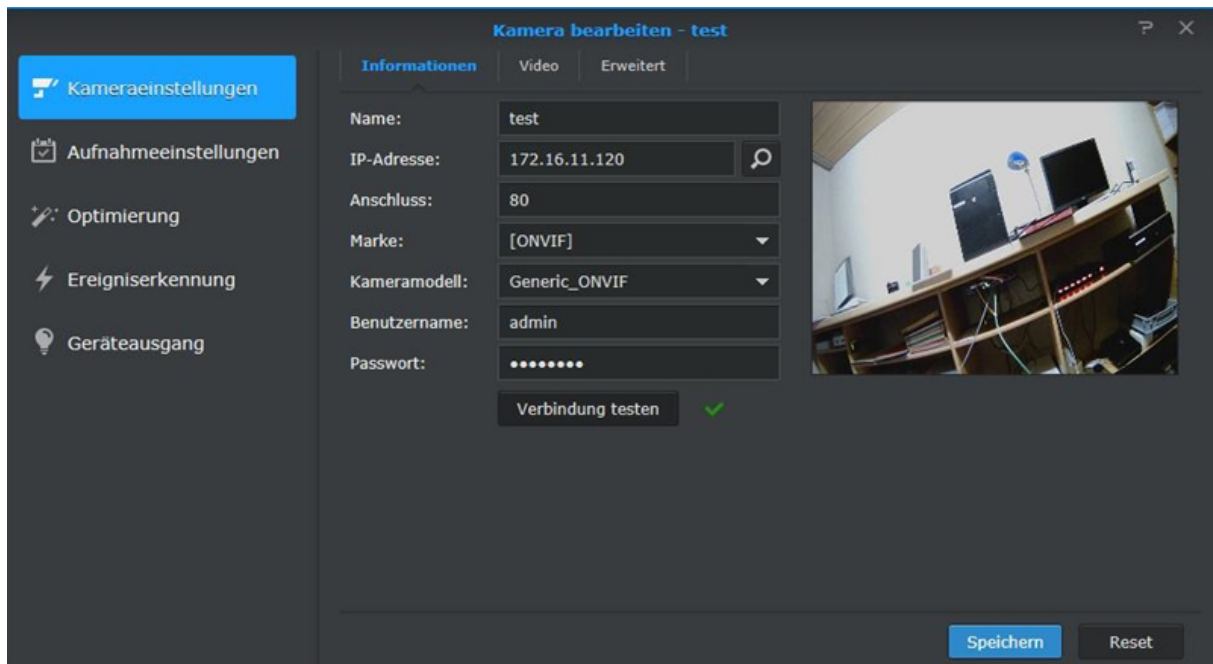 Kamera bearbeiten - test
Kameraeinstellungen
Aufnahmeeinstellungen
Optimierung
Ereigniserkennung
Geräteausgang
Informationen Video Erweitert
Name: test
IP-Adresse: 172.16.11.120
Anschluss: 80
Marke: [ONVIF]
Kameramodell: Generic_ONVIF
Benutzername: admin
Passwort: ••••••••
Verbindung testen
Speichern Reset